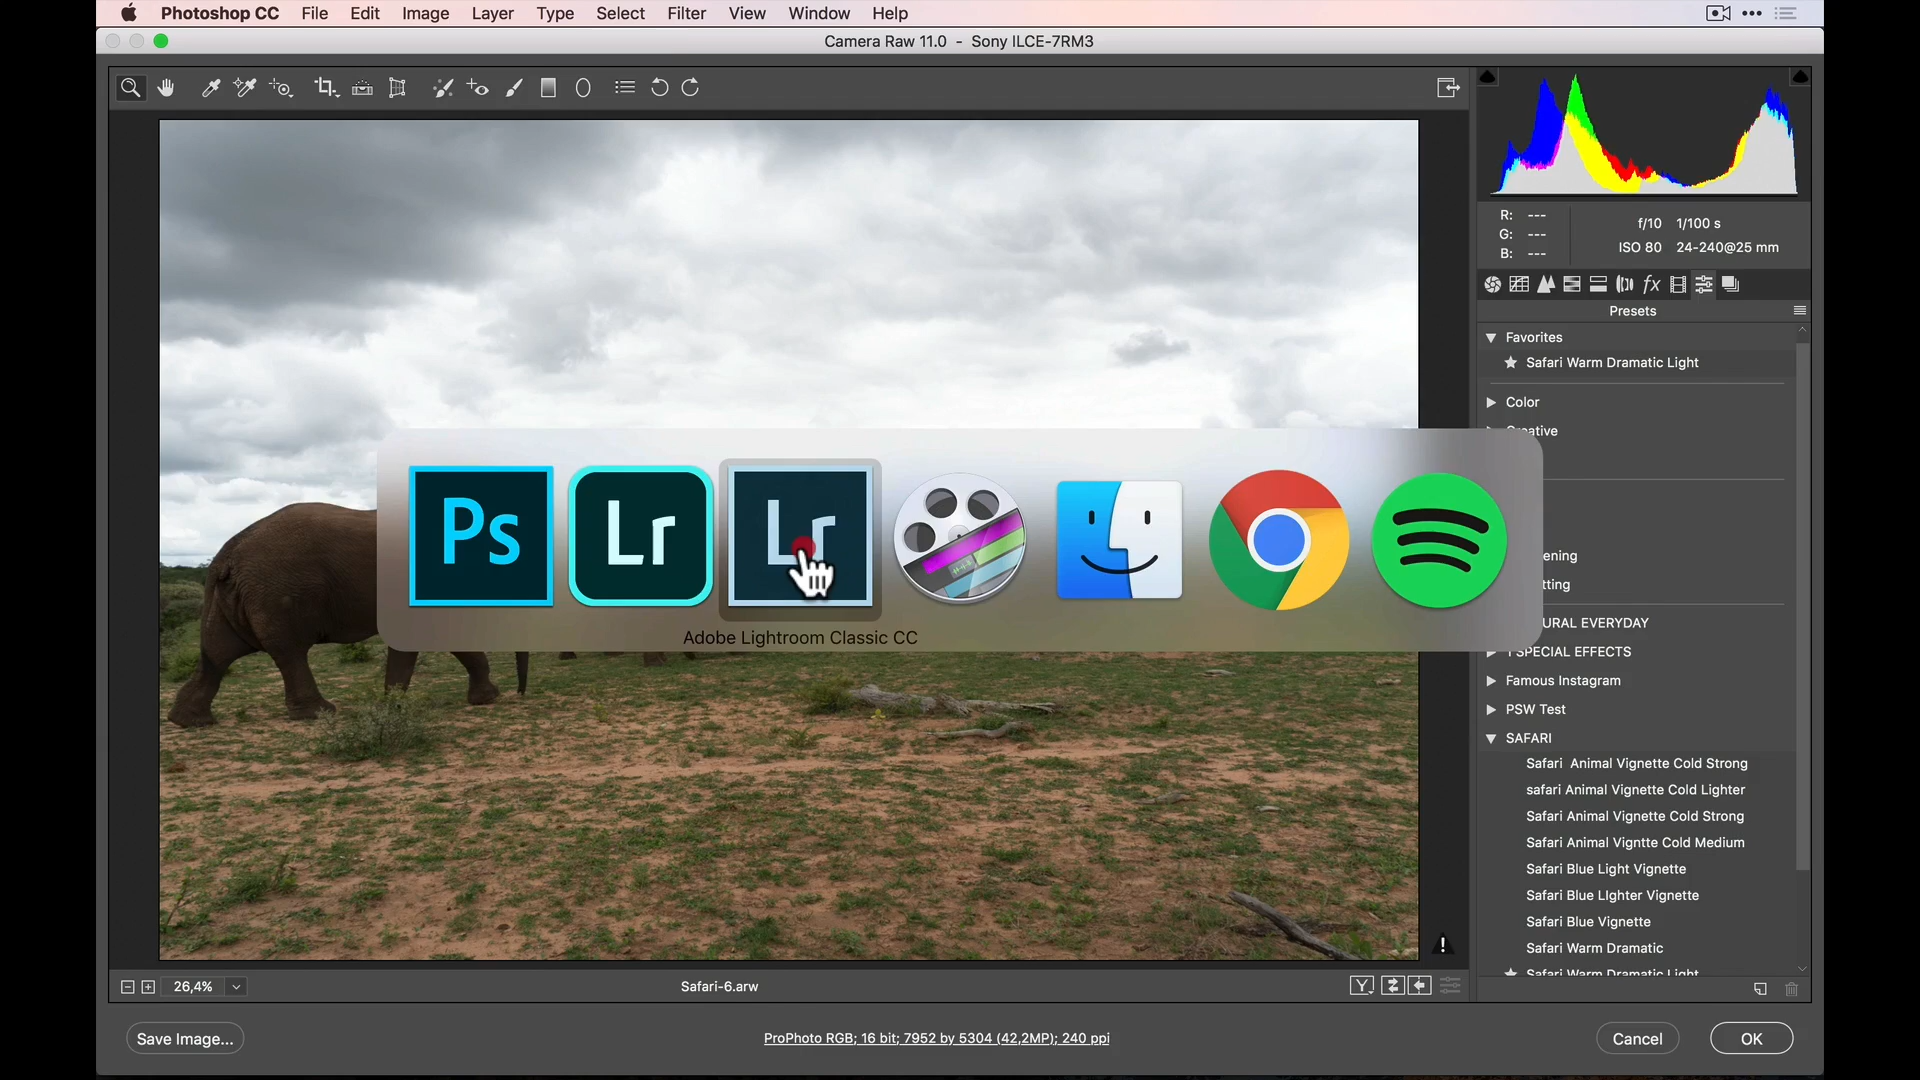 Photoshop CC File Edit Image Layer Type Select Filter View Window Help
Camera Raw 11.0 - Sony ILCE-7RM3
R: ---
G: ---
B: ---
f/10 1/100 s
ISO 80 24-240@25 mm
fx
Presets
Favorites
Safari Warm Dramatic Light
Color
Ps Lr Lr
Adobe Lightroom Classic CC
SPECIAL EFFECTS
Famous Instagram
PSW Test
SAFARI
Safari Animal Vignette Cold Strong
safari Animal Vignette Cold Lighter
Safari Animal Vignette Cold Strong
Safari Animal Vigntte Cold Medium
Safari Blue Light Vignette
Safari Blue LIghter Vignette
Safari Blue Vignette
Safari Warm Dramatic
Safari Warm Dramatic Light
26,4%
Safari-6.arw
Y
Save Image...
ProPhoto RGB; 16 bit; 7952 by 5304 (42,2MP); 240 ppi
Cancel
OK